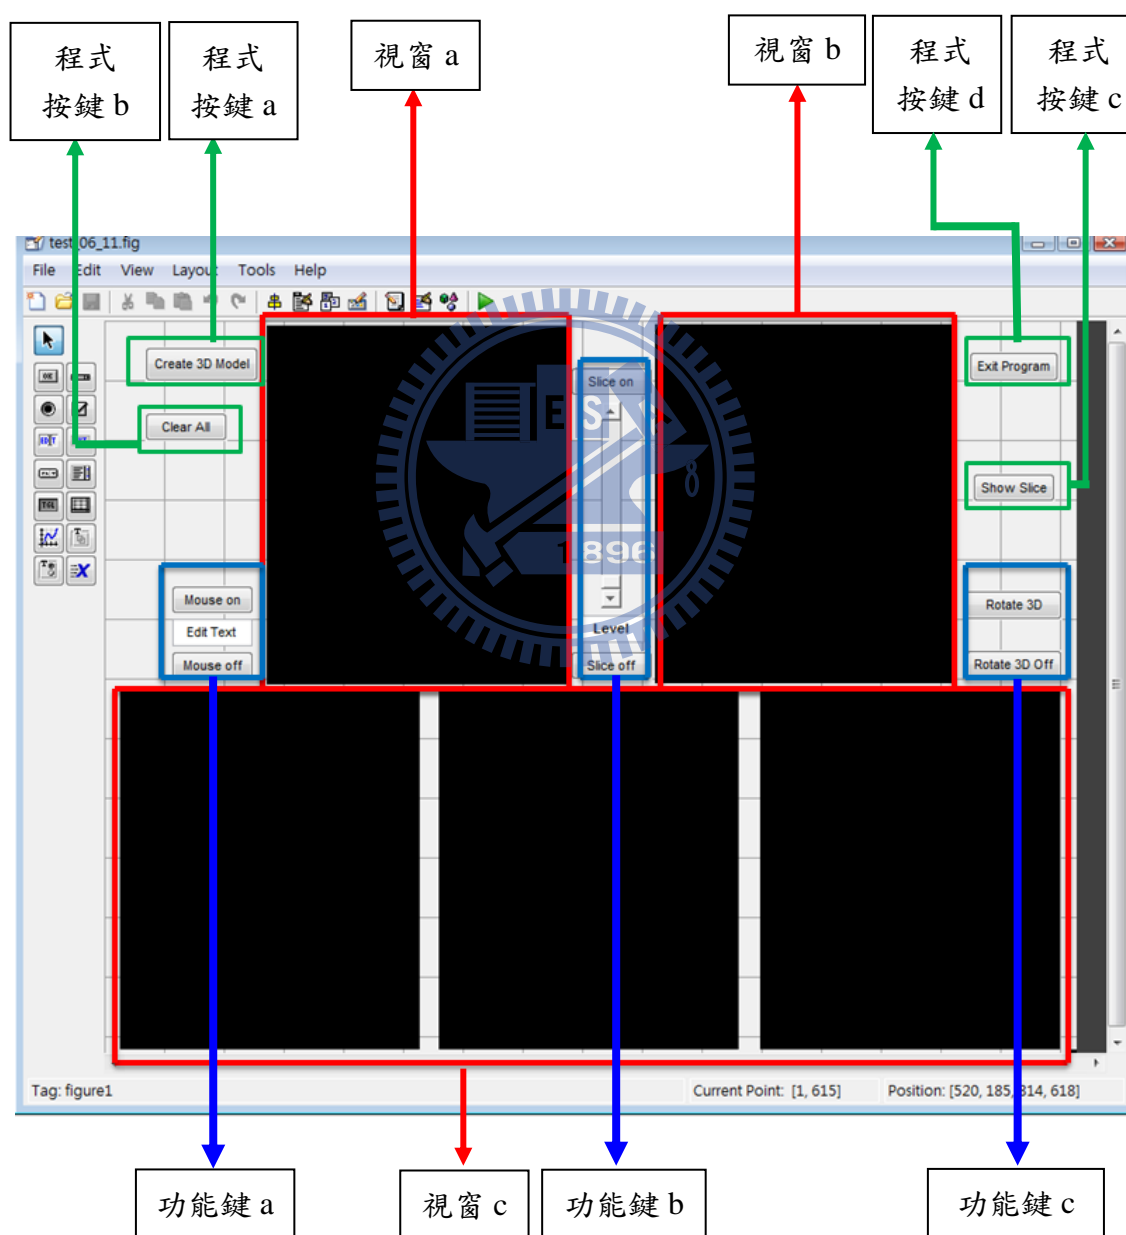 程式
按鍵 b
程式
按鍵 a
視窗 a
視窗 b
程式
按鍵 d
程式
按鍵 c
test_06_11.fig
File Edit View Layout Tools Help
Create 3D Model
Clear All
Slice on
Exit Program
Show Slice
ES
1896
Mouse on
Edit Text
Mouse off
Level
Slice off
Rotate 3D
Rotate 3D Off
Tag: figure1
Current Point: [1, 615]
Position: [520, 185, 814, 618]
功能鍵 a
視窗 c
功能鍵 b
功能鍵 c